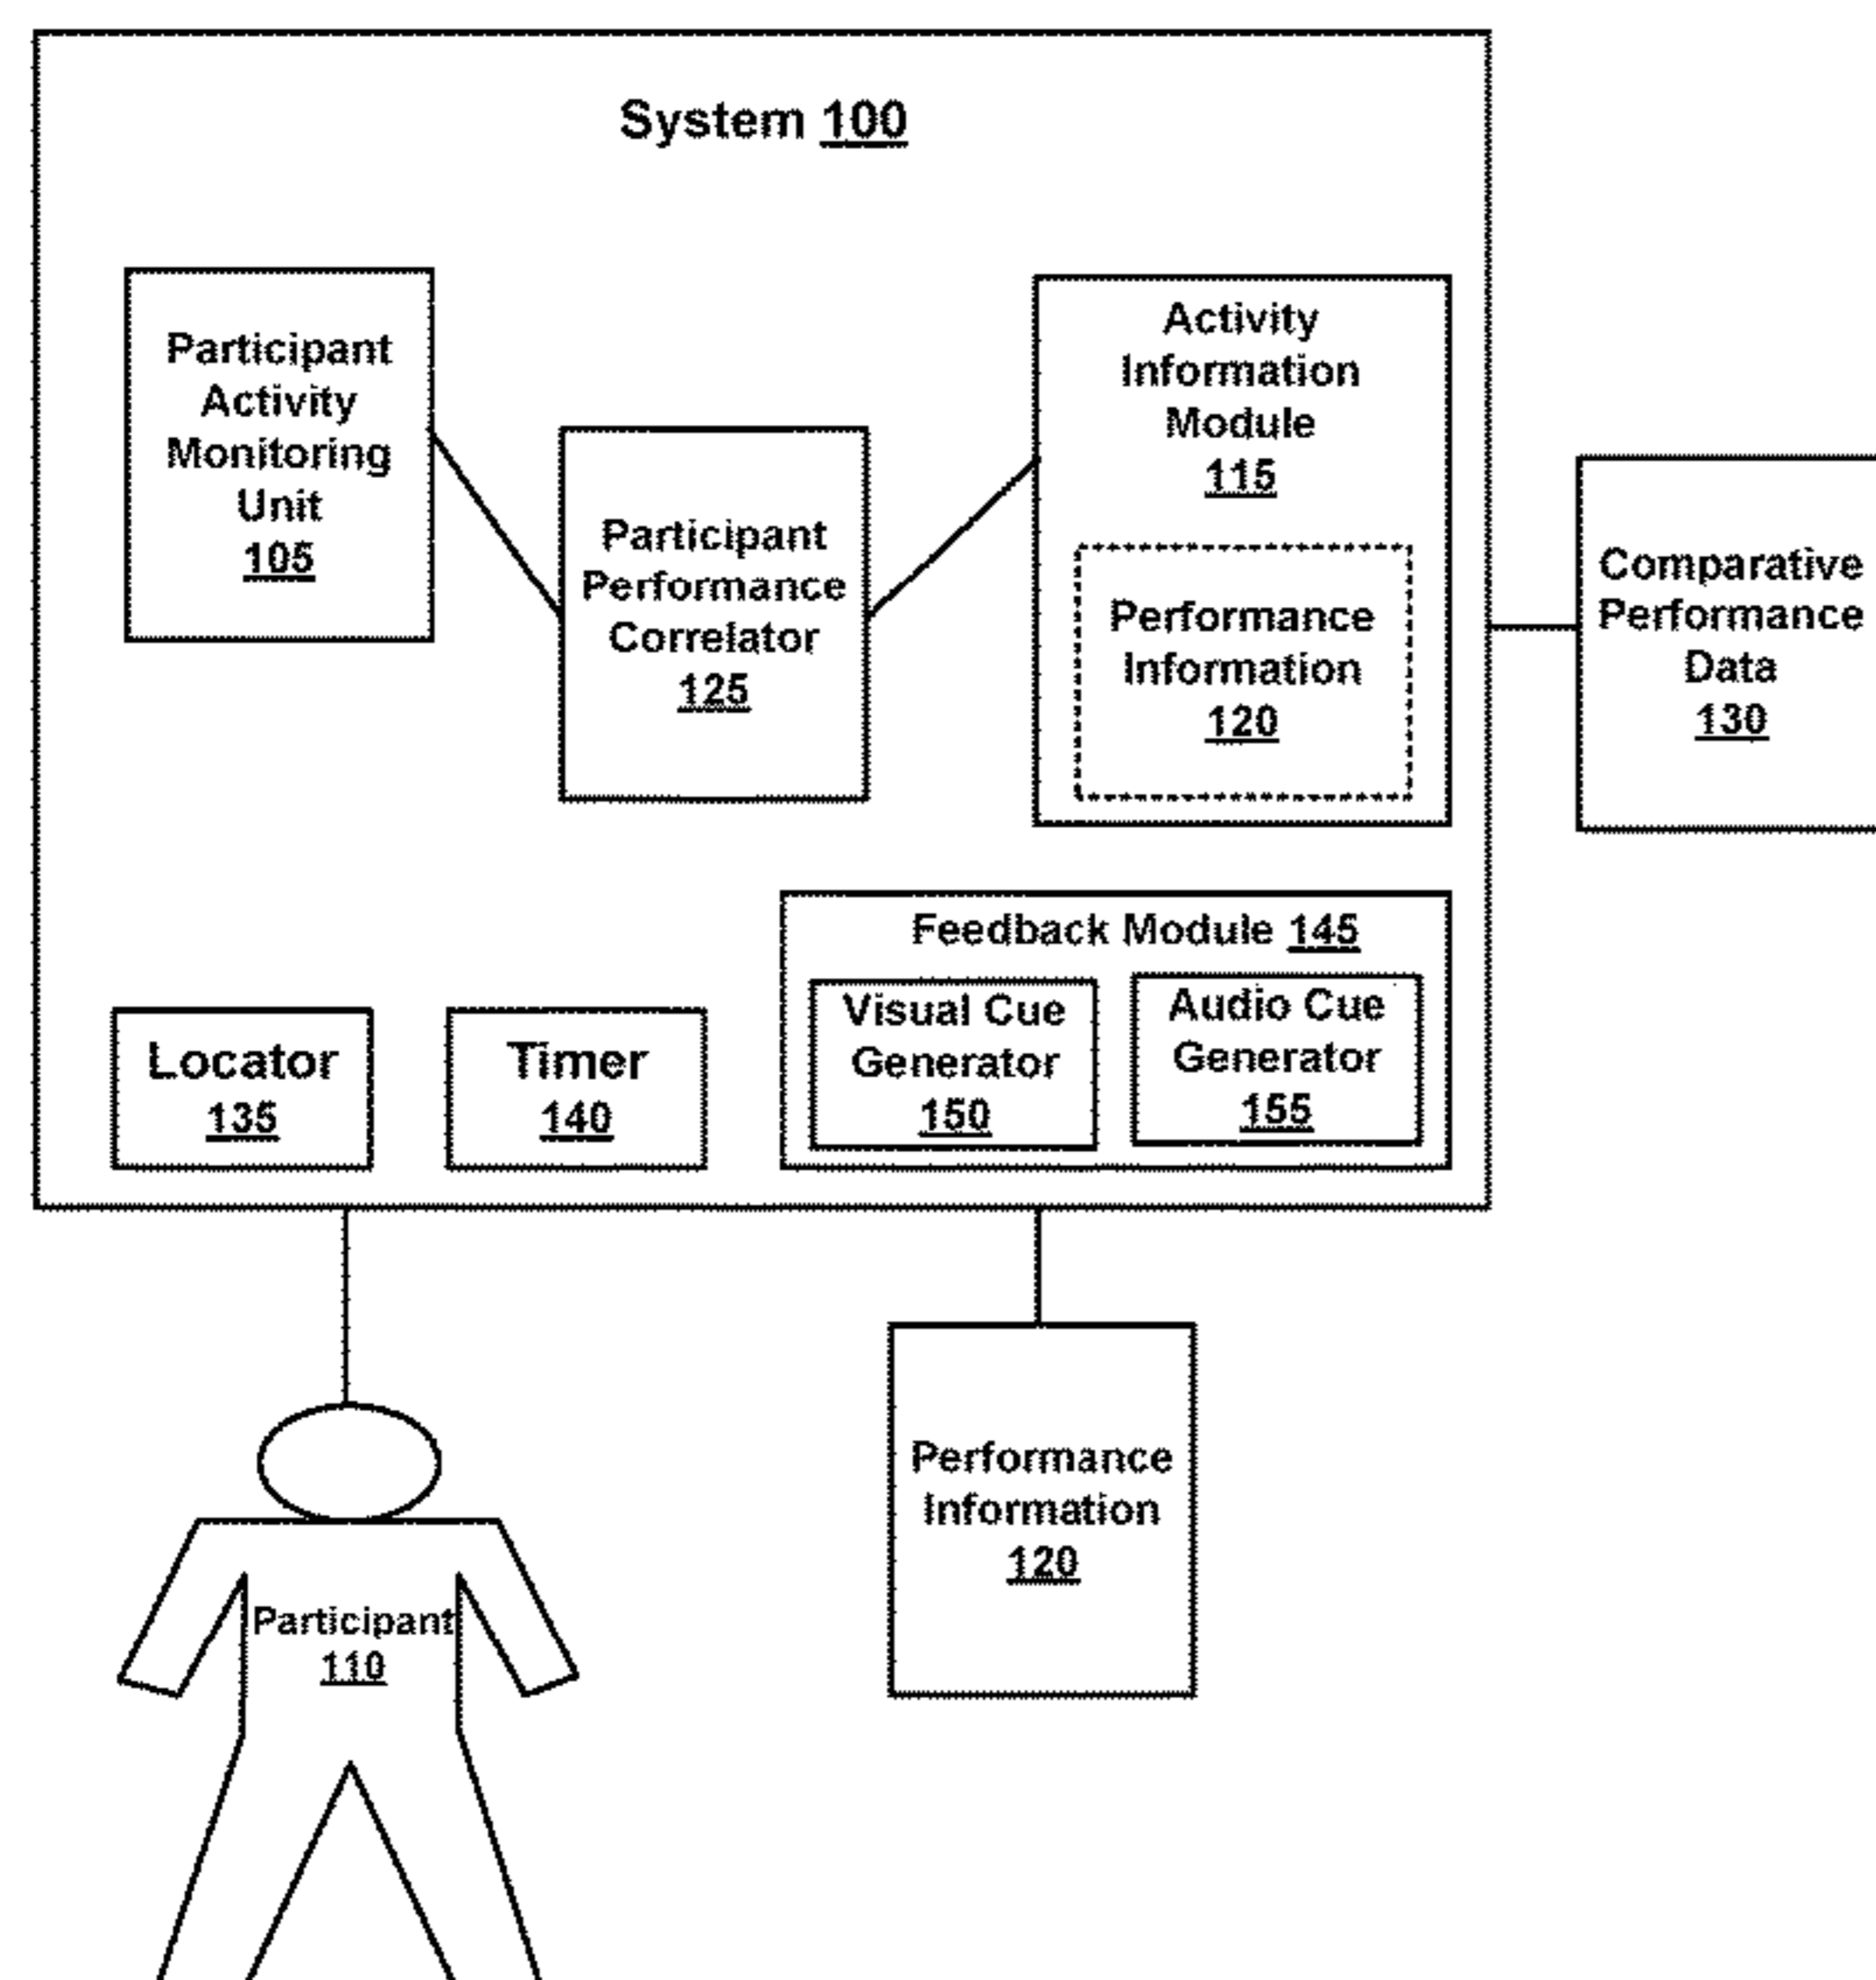 System 100
Participant
Activity
Monitoring
Unit
105
Participant
Performance
Correlator
125
Activity
Information
Module
115
Performance
Information
120
Comparative
Performance
Data
130
Locator
135
Timer
140
Feedback Module 145
Visual Cue
Generator
150
Audio Cue
Generator
155
Participant
110
Performance
Information
120